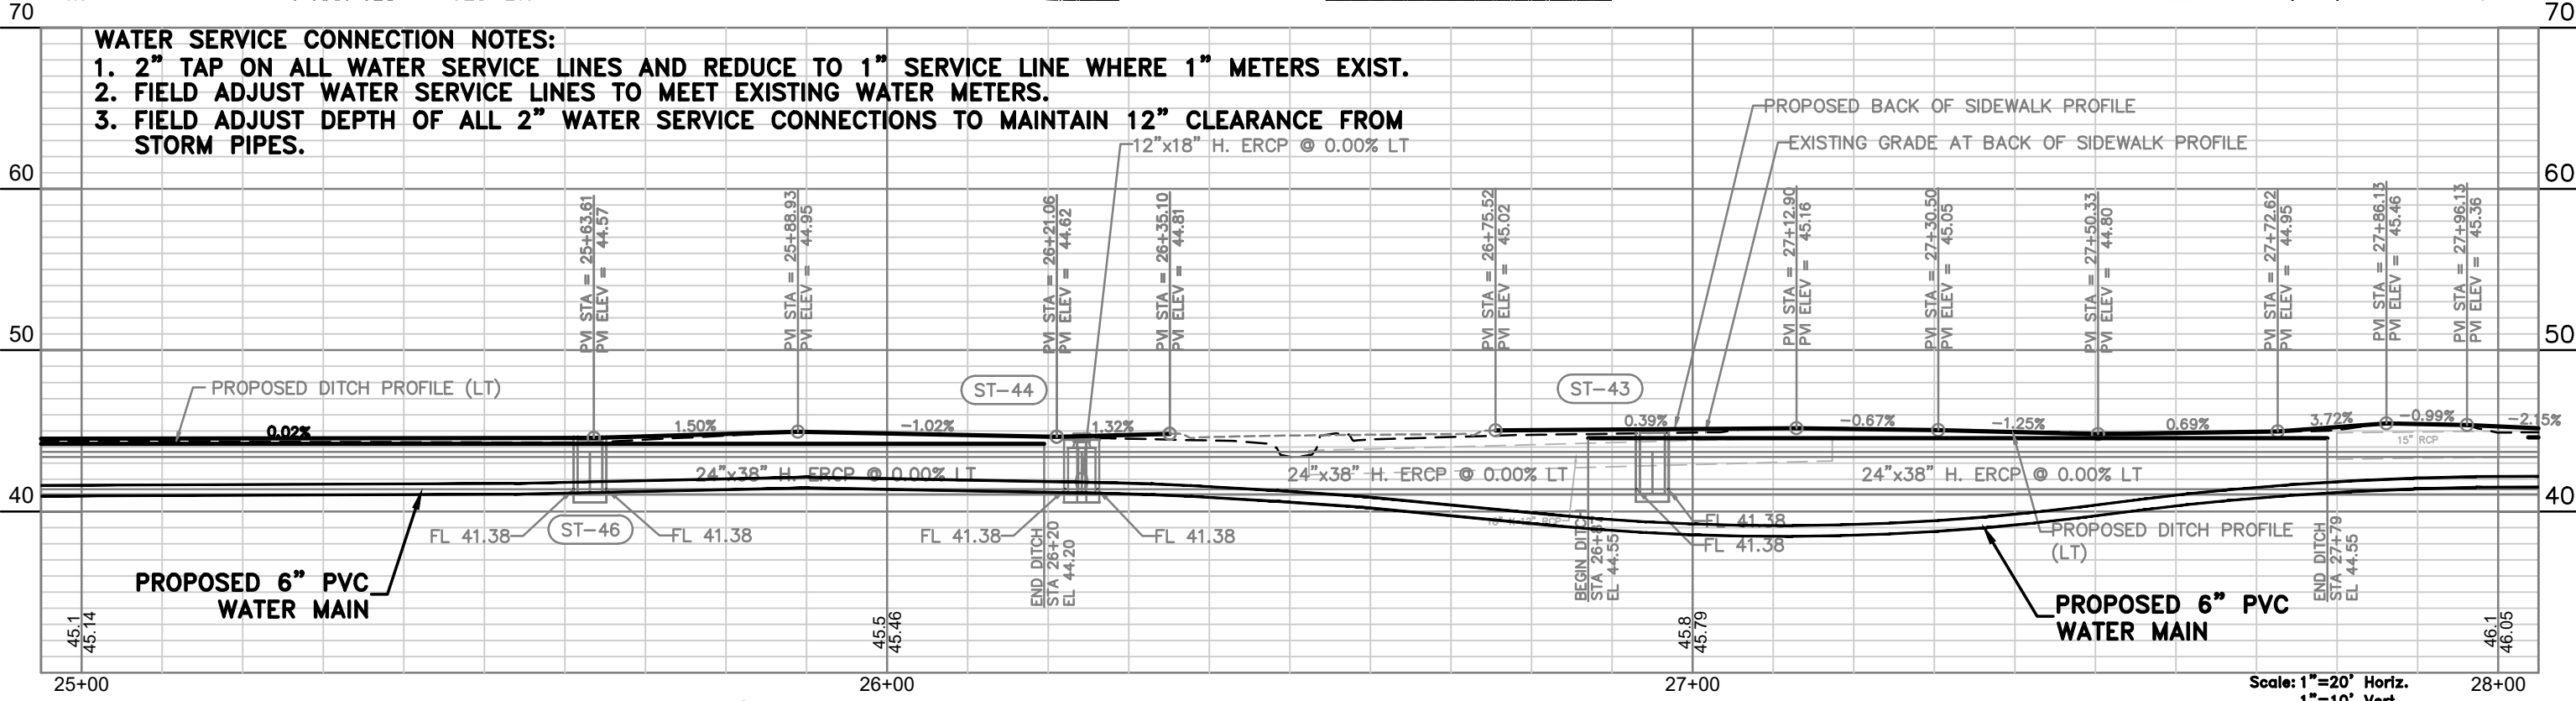 70
70
WATER SERVICE CONNECTION NOTES:
1. 2" TAP ON ALL WATER SERVICE LINES AND REDUCE TO 1" SERVICE LINE WHERE 1" METERS EXIST.
2. FIELD ADJUST WATER SERVICE LINES TO MEET EXISTING WATER METERS.
3. FIELD ADJUST DEPTH OF ALL 2" WATER SERVICE CONNECTIONS TO MAINTAIN 12" CLEARANCE FROM
STORM PIPES.
12"x18" H. ERCP @ 0.00% LT
PROPOSED BACK OF SIDEWALK PROFILE
EXISTING GRADE AT BACK OF SIDEWALK PROFILE
60
60
PVI STA = 25+63.61
PVI ELEV = 44.57
PVI STA = 25+88.93
PVI ELEV = 44.95
PVI STA = 26+21.06
PVI ELEV = 44.62
PVI STA = 26+35.10
PVI ELEV = 44.81
PVI STA = 26+75.52
PVI ELEV = 45.02
PVI STA = 27+12.90
PVI ELEV = 45.16
PVI STA = 27+30.50
PVI ELEV = 45.05
PVI STA = 27+50.33
PVI ELEV = 44.80
PVI STA = 27+72.62
PVI ELEV = 44.95
PVI STA = 27+86.13
PVI ELEV = 45.46
PVI STA = 27+96.13
PVI ELEV = 45.36
50
50
PROPOSED DITCH PROFILE (LT)
ST-44
ST-43
0.02%
1.50%
-1.02%
1.32%
0.39%
-0.67%
-1.25%
0.69%
3.72%
-0.99%
-2.15%
15" RCP
24"x38" H. ERCP @ 0.00% LT
24"x38" H. ERCP @ 0.00% LT
24"x38" H. ERCP @ 0.00% LT
40
40
FL 41.38
ST-46
FL 41.38
FL 41.38
FL 41.38
FL 41.38
FL 41.38
END DITCH
STA 26+20
EL 44.20
BEGIN DITCH
STA 26+8
EL 44.55
PROPOSED DITCH PROFILE
(LT)
END DITCH
STA 27+79
EL 44.55
PROPOSED 6" PVC
WATER MAIN
PROPOSED 6" PVC
WATER MAIN
45.1
45.14
45.5
45.46
45.8
45.79
46.1
46.05
25+00
26+00
27+00
28+00
Scale: 1"=20' Horiz.
1"=10' Vert.